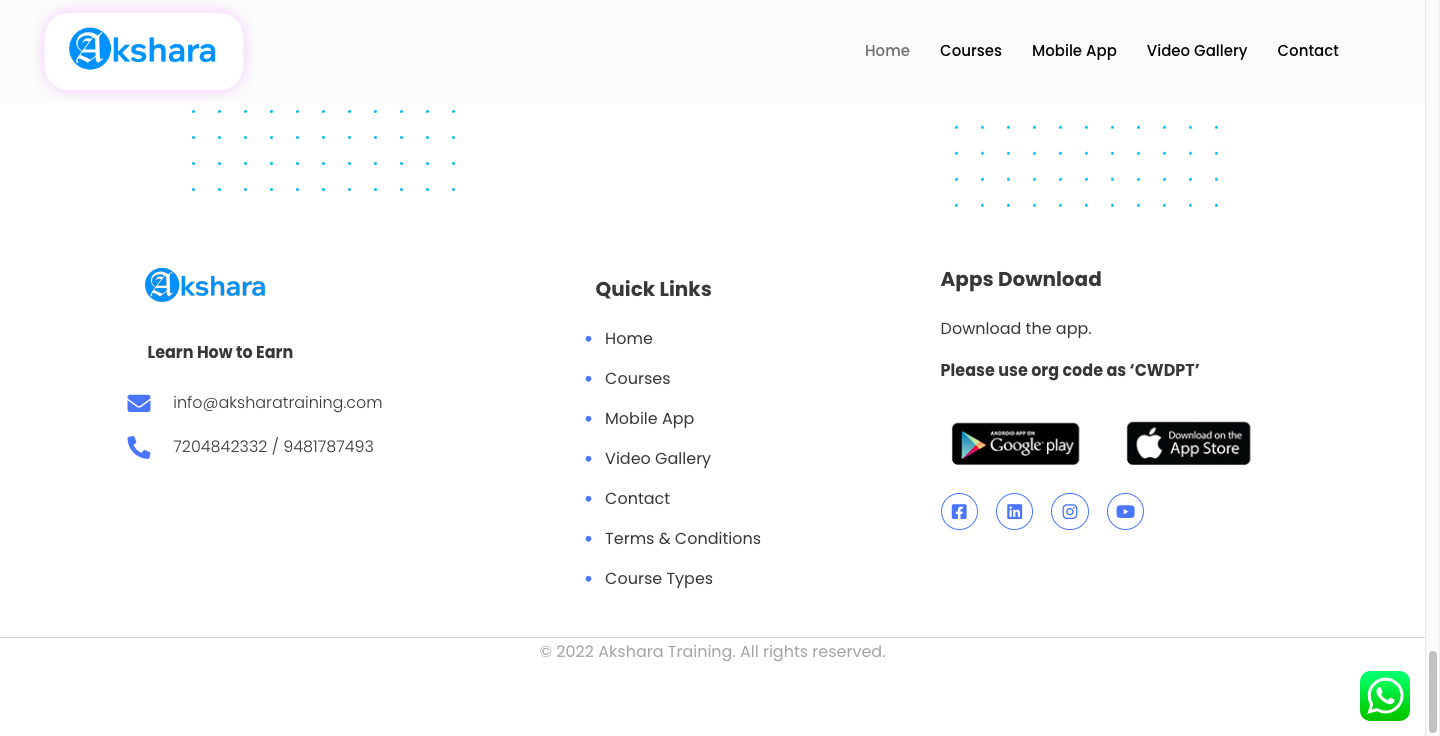 Akshara
Home Courses Mobile App Video Gallery Contact
Akshara
Learn How to Earn
info@aksharatraining.com
7204842332 / 9481787493
Quick Links
Home
Courses
Mobile App
Video Gallery
Contact
Terms & Conditions
Course Types
Apps Download
Download the app.
Please use org code as ‘CWDPT’
ANDROID APP ON
Google play
Download on the
App Store
© 2022 Akshara Training. All rights reserved.